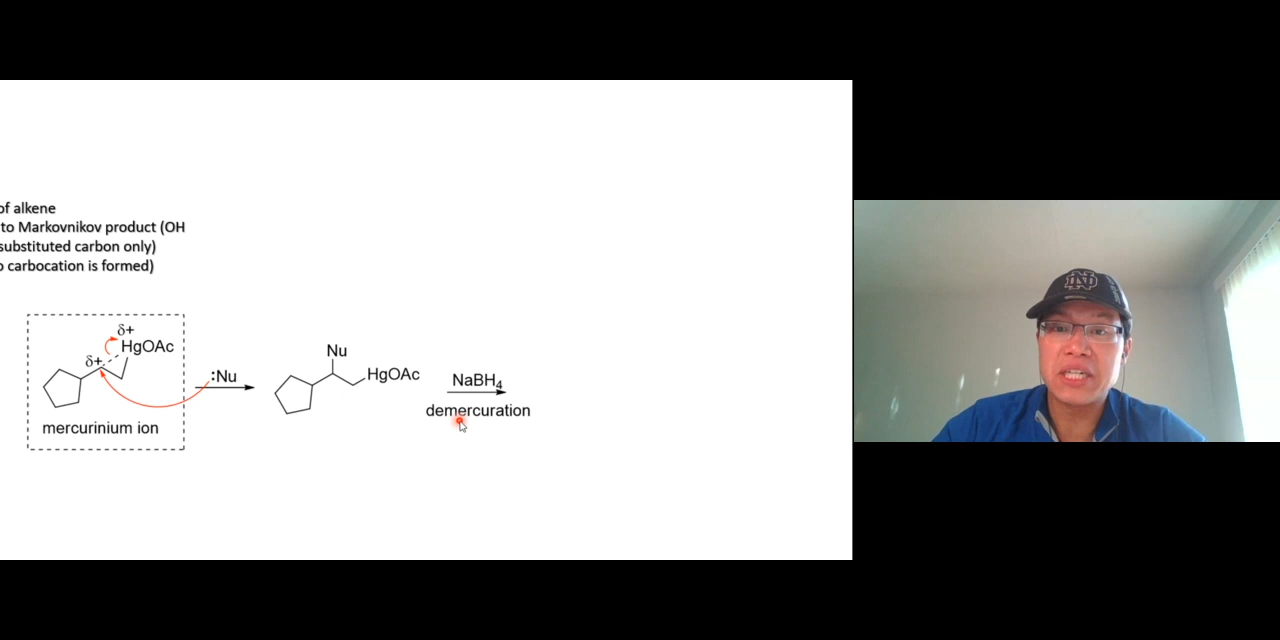 of alkene
to Markovnikov product (OH
substituted carbon only)
carbocation is formed)
δ+
HgOAc
δ+
:Nu
mercurinium ion
Nu
HgOAc
NaBH₄
demercuration
ND